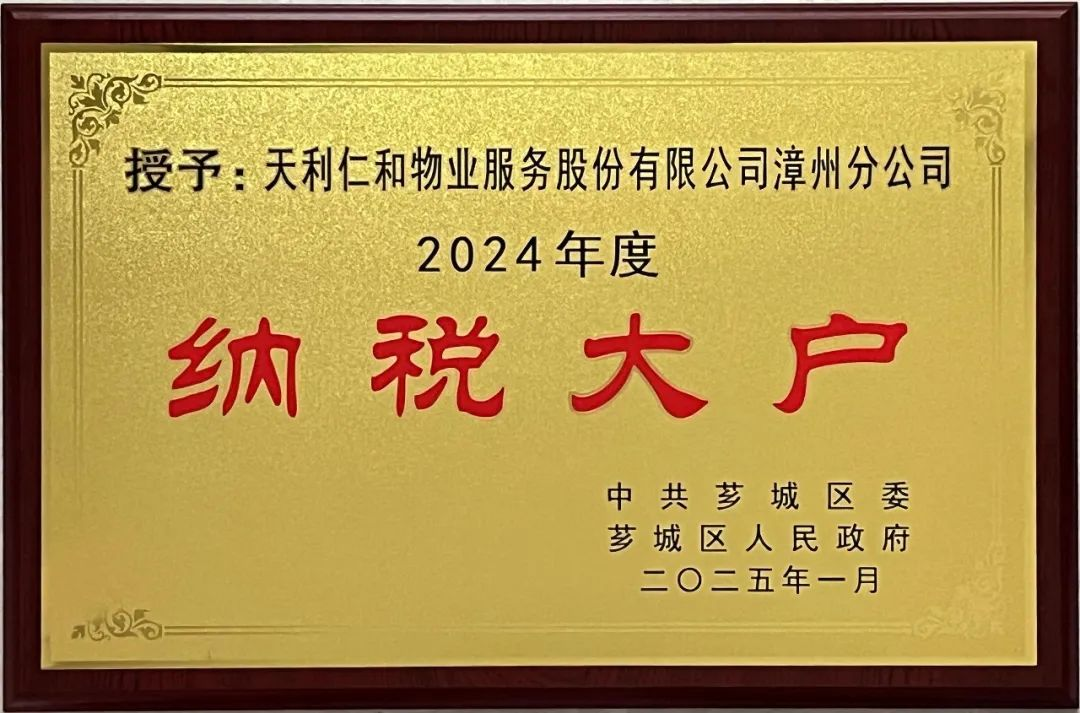 授予：天利仁和物业服务股份有限公司漳州分公司
2024年度
纳税大户
中共芗城区委
芗城区人民政府
二〇二五年一月